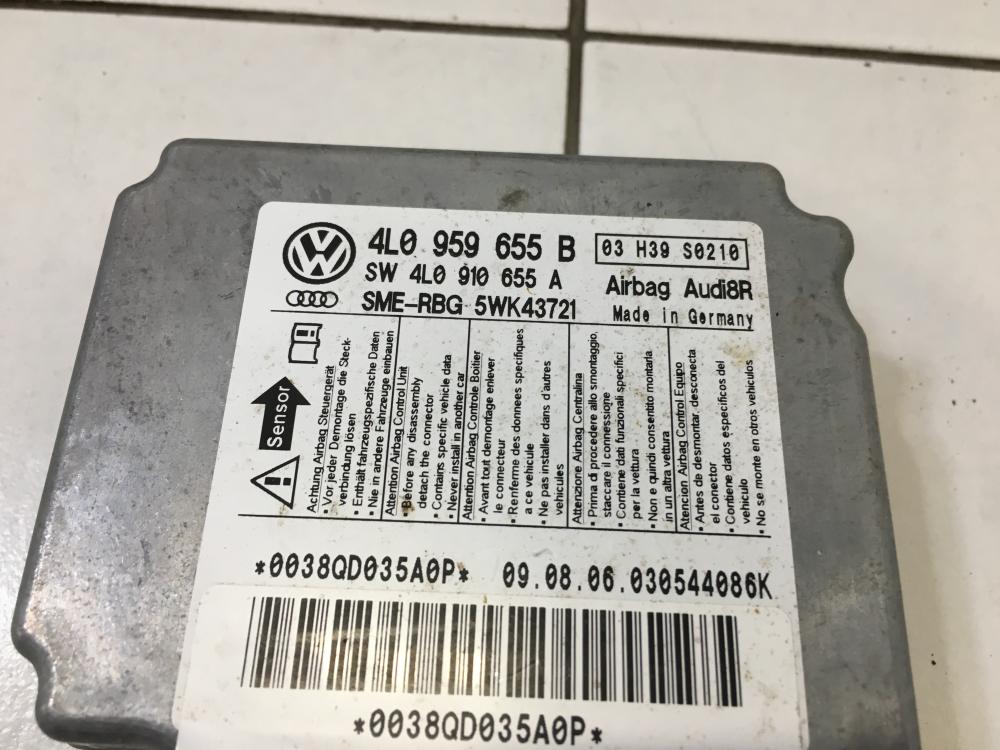 4L0 959 655 B
03 H39 S0210
SW 4L0 910 655 A
Airbag Audi8R
SME-RBG 5WK43721
Made in Germany
Sensor
Achtung Airbag Steuergerät
• Vor jeder Demontage die Steck-
verbindung lösen
• Enthält fahrzeugspezifische Daten
• Nie in andere Fahrzeuge einbauen
Attention Airbag Control Unit
• Before any disassembly
detach the connector
• Contains specific vehicle data
• Never install in another car
Attention Airbag Controle Boitier
• Avant tout demontage enlever
le connecteur
• Renferme des donnees specifiques
a ce vehicule
• Ne pas installer dans d'autres
vehicules
Attenzione Airbag Centralina
• Prima di procedere allo smontaggio,
staccare il connessione
• Contiene dati funzionali specifici
per la vettura
• Non e quindi consentito montarla
in un altra vettura
Atencion Airbag Control Equipo
• Antes de desmontar desconecta
el connector
• Contiene datos específicos del
vehículo
• No se monte en otros vehiculos
*0038QD035A0P*
09.08.06.030544086K
*0038QD035A0P*